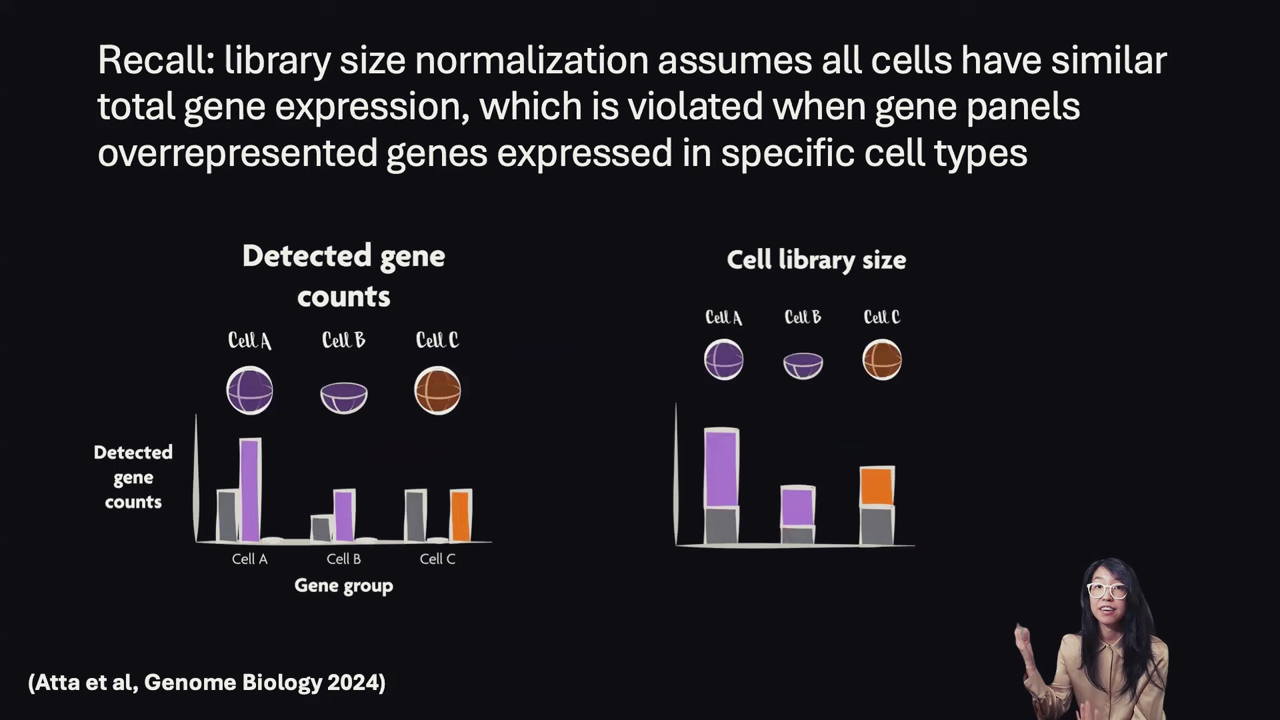 Recall: library size normalization assumes all cells have similar
total gene expression, which is violated when gene panels
overrepresented genes expressed in specific cell types
Detected gene
counts
Cell A
Cell B
Cell C
Detected
gene
counts
Cell A
Cell B
Cell C
Gene group
Cell library size
Cell A
Cell B
Cell C
(Atta et al, Genome Biology 2024)